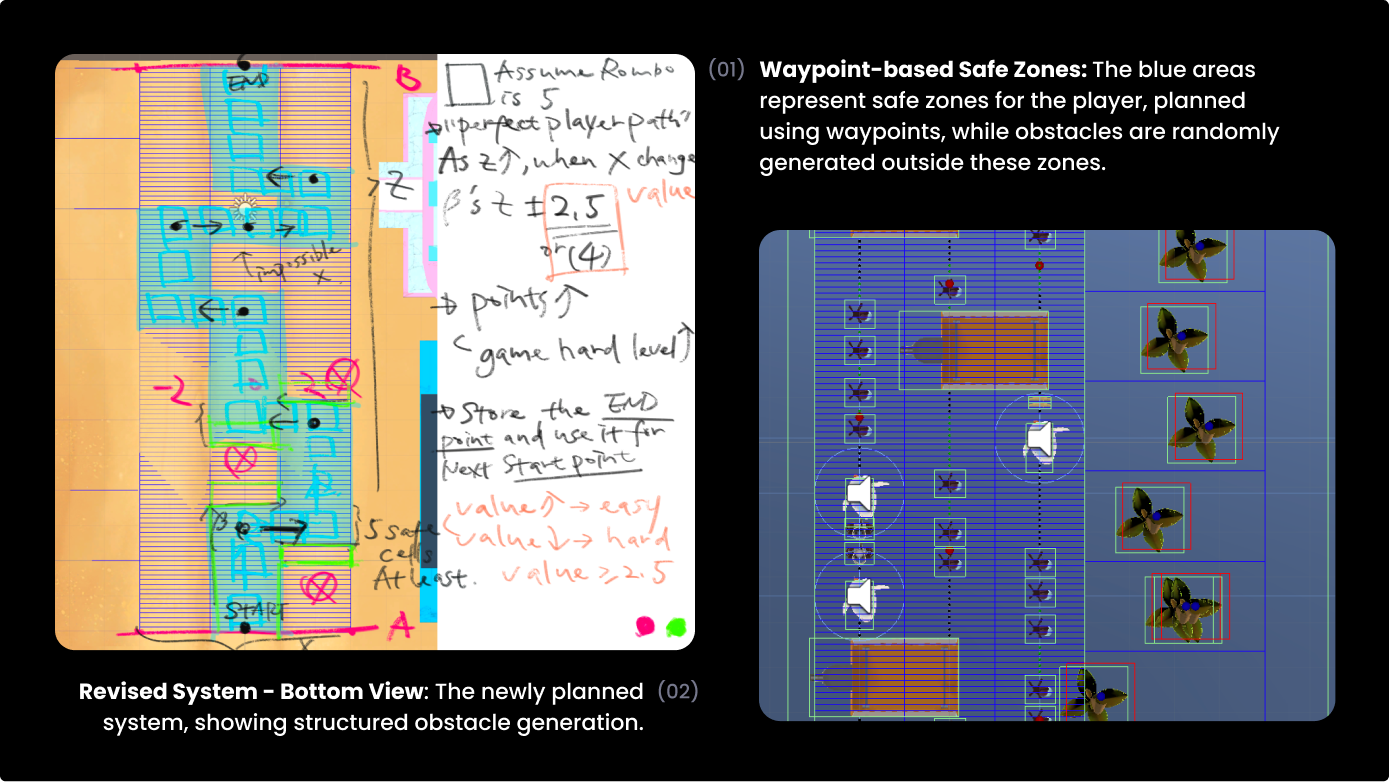 END
B
Z
impossible
X
-2
-2
β
5 safe
cells
At least.
START
A
X
Assume Rombo
is 5
→ "perfect player path"
As Z↑, when X change
β's Z ± 2.5 value
or (4)
→ points↑
< game hard level↑
→ Store the END
point and use it for
Next Start point
value↑ → easy
value↓ → hard
value ≥ 2.5
(01) Waypoint-based Safe Zones: The blue areas
represent safe zones for the player, planned
using waypoints, while obstacles are randomly
generated outside these zones.
Revised System - Bottom View: The newly planned (02)
system, showing structured obstacle generation.